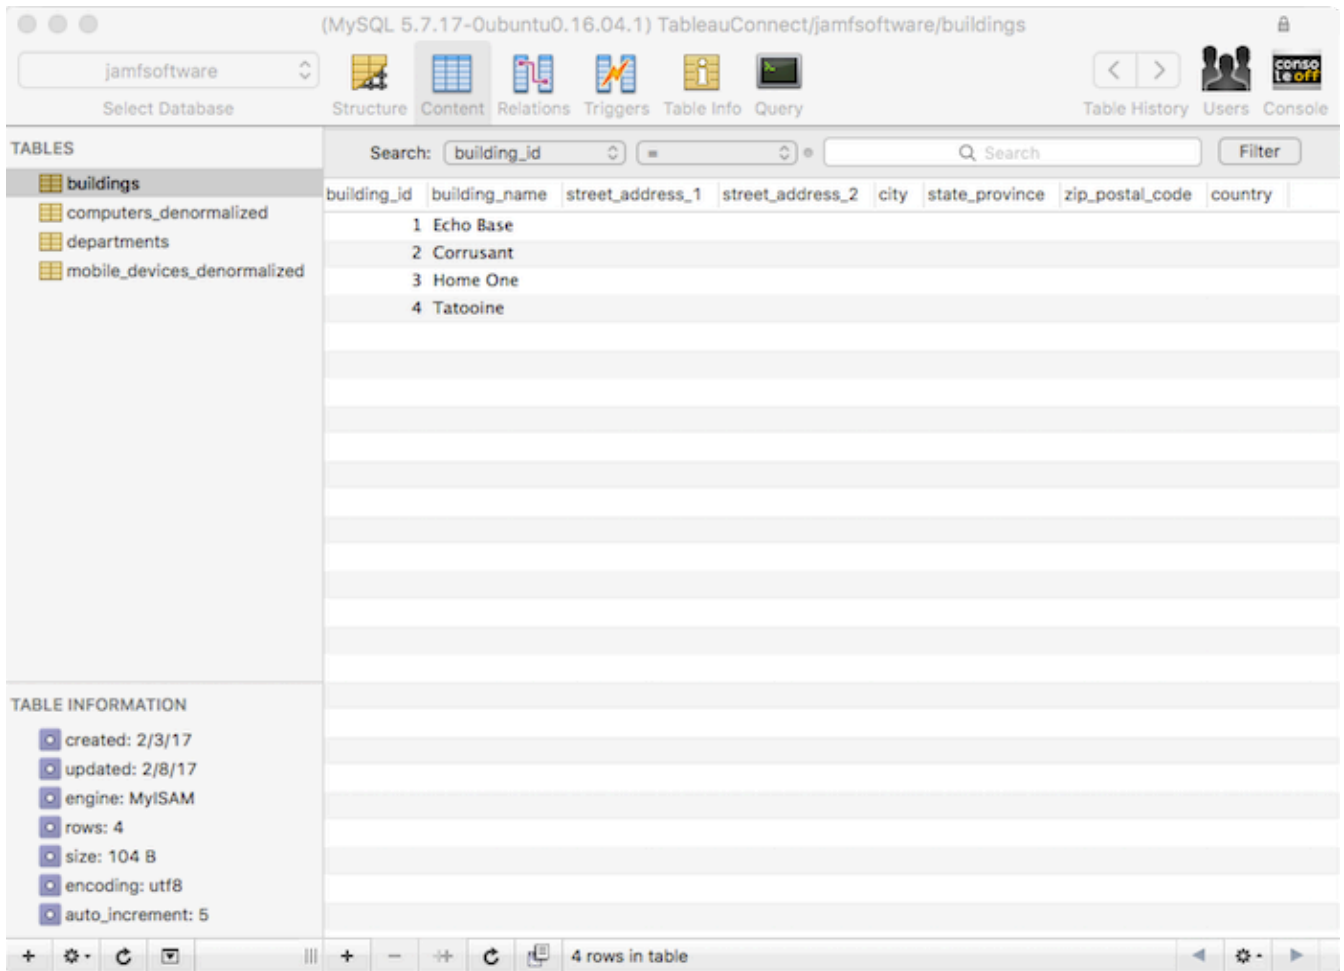 (MySQL 5.7.17-0ubuntu0.16.04.1) TableauConnect/jamfsoftware/buildings
jamfsoftware
Select Database
Structure Content Relations Triggers Table Info Query
conso
le off
Table History Users Console
TABLES
buildings
computers_denormalized
departments
mobile_devices_denormalized
Search: building_id = Search Filter
building_id building_name street_address_1 street_address_2 city state_province zip_postal_code country
1 Echo Base
2 Corrusant
3 Home One
4 Tatooine
TABLE INFORMATION
created: 2/3/17
updated: 2/8/17
engine: MyISAM
rows: 4
size: 104 B
encoding: utf8
auto_increment: 5
4 rows in table